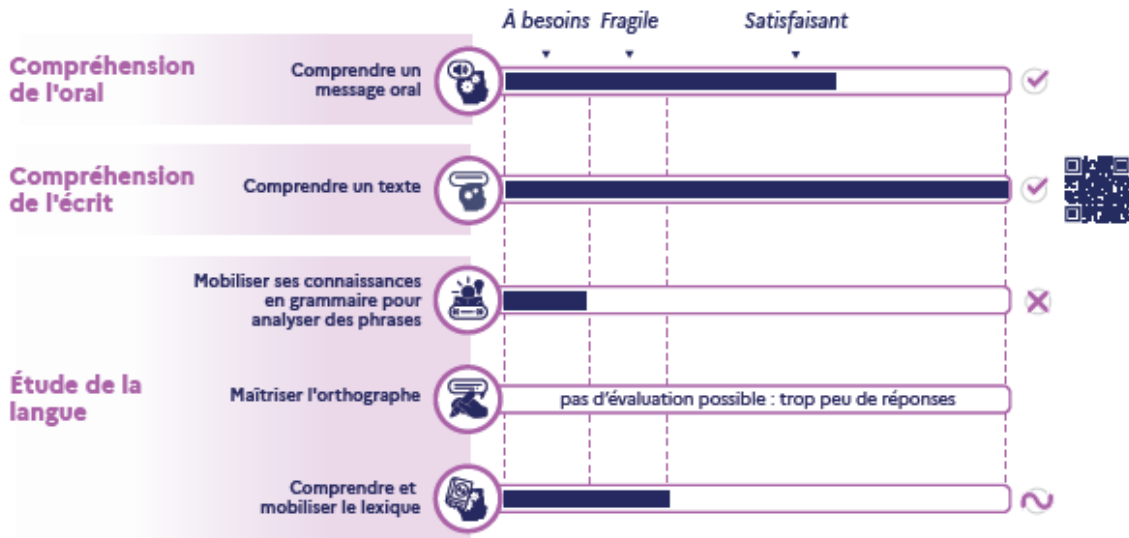 À besoins Fragile Satisfaisant
Compréhension
de l'oral
Comprendre un
message oral
Compréhension
de l'écrit
Comprendre un texte
Étude de la
langue
Mobiliser ses connaissances
en grammaire pour
analyser des phrases
Maîtriser l'orthographe
pas d'évaluation possible : trop peu de réponses
Comprendre et
mobiliser le lexique